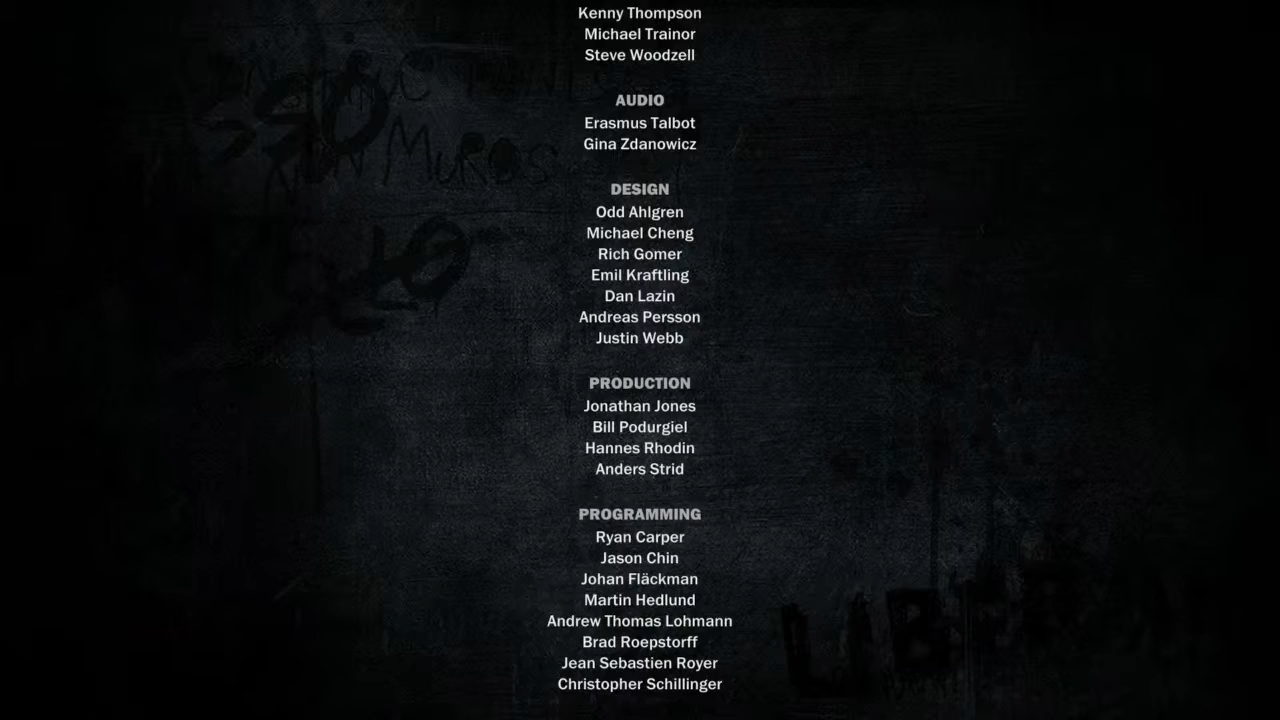 Kenny Thompson
Michael Trainor
Steve Woodzell
AUDIO
Erasmus Talbot
Gina Zdanowicz
DESIGN
Odd Ahlgren
Michael Cheng
Rich Gomer
Emil Kraftling
Dan Lazin
Andreas Persson
Justin Webb
PRODUCTION
Jonathan Jones
Bill Podurgiel
Hannes Rhodin
Anders Strid
PROGRAMMING
Ryan Carper
Jason Chin
Johan Fläckman
Martin Hedlund
Andrew Thomas Lohmann
Brad Roepstorff
Jean Sebastien Royer
Christopher Schillinger
MUROS